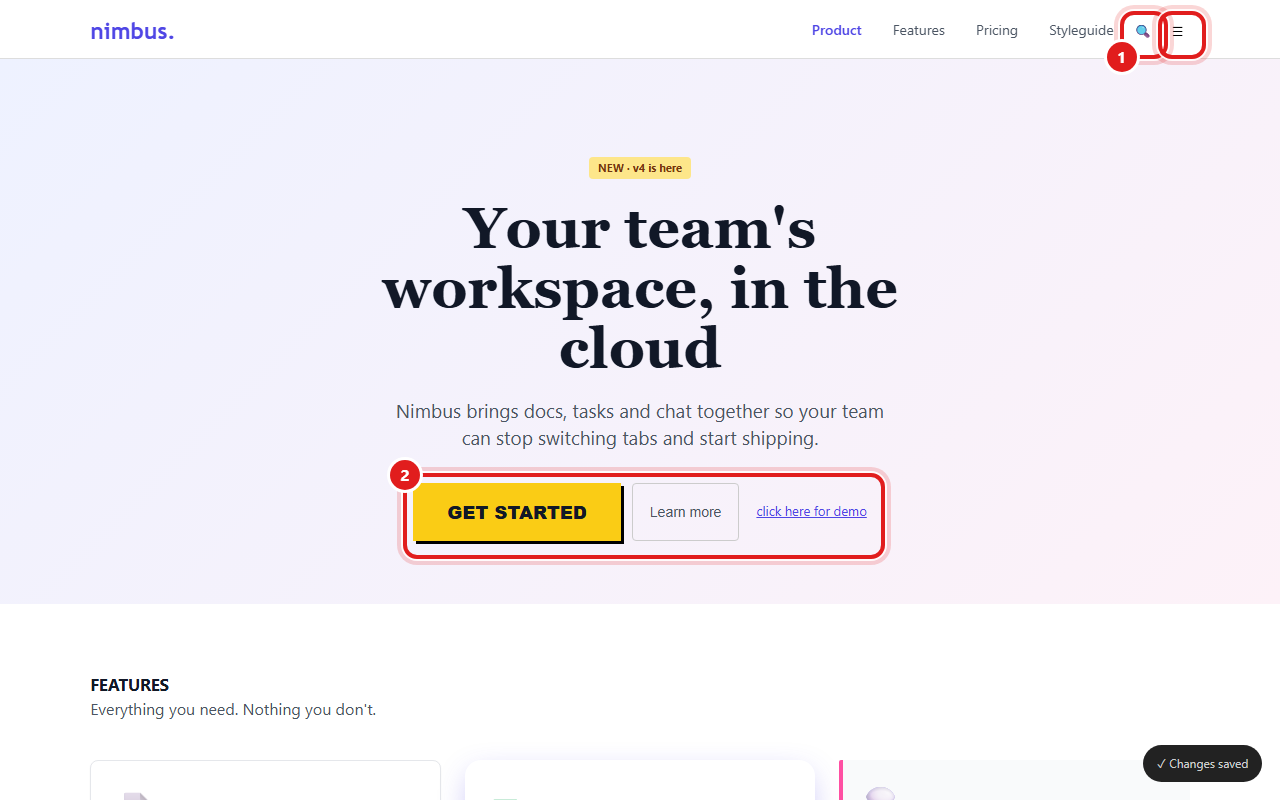 nimbus.
Product Features Pricing Styleguide
1
NEW · v4 is here
Your team's
workspace, in the
cloud
Nimbus brings docs, tasks and chat together so your team
can stop switching tabs and start shipping.
2
GET STARTED Learn more click here for demo
FEATURES
Everything you need. Nothing you don't.
✓ Changes saved